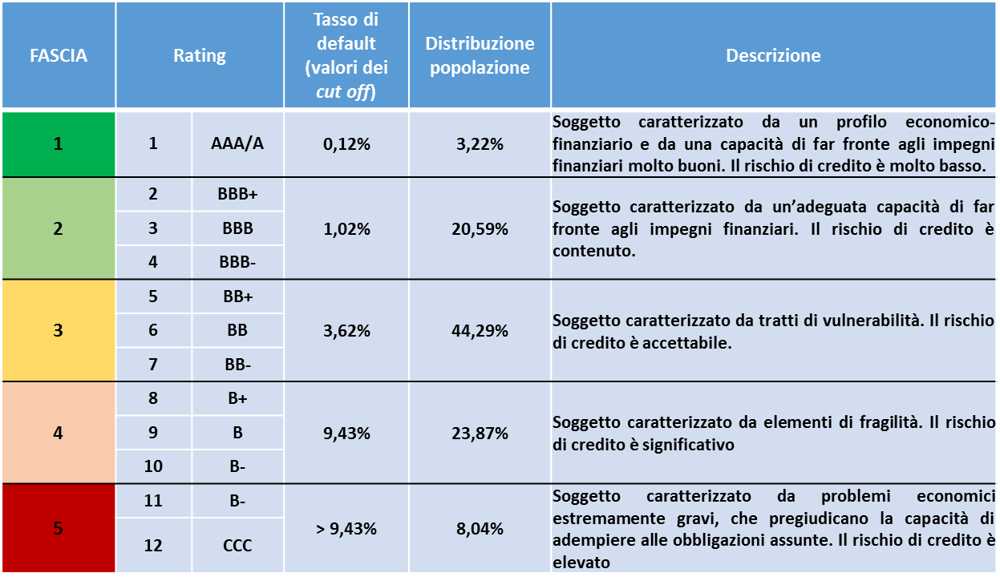 FASCIA
Rating
Tasso di
default
(valori dei
cut off)
Distribuzione
popolazione
Descrizione
1
1
AAA/A
0,12%
3,22%
Soggetto caratterizzato da un profilo economico-
finanziario e da una capacità di far fronte agli impegni
finanziari molto buoni. Il rischio di credito è molto basso.
2
2
BBB+
3
BBB
4
BBB-
1,02%
20,59%
Soggetto caratterizzato da un’adeguata capacità di far
fronte agli impegni finanziari. Il rischio di credito è
contenuto.
3
5
BB+
6
BB
7
BB-
3,62%
44,29%
Soggetto caratterizzato da tratti di vulnerabilità. Il rischio
di credito è accettabile.
4
8
B+
9
B
10
B-
9,43%
23,87%
Soggetto caratterizzato da elementi di fragilità. Il rischio
di credito è significativo
5
11
B-
12
CCC
> 9,43%
8,04%
Soggetto caratterizzato da problemi economici
estremamente gravi, che pregiudicano la capacità di
adempiere alle obbligazioni assunte. Il rischio di credito è
elevato